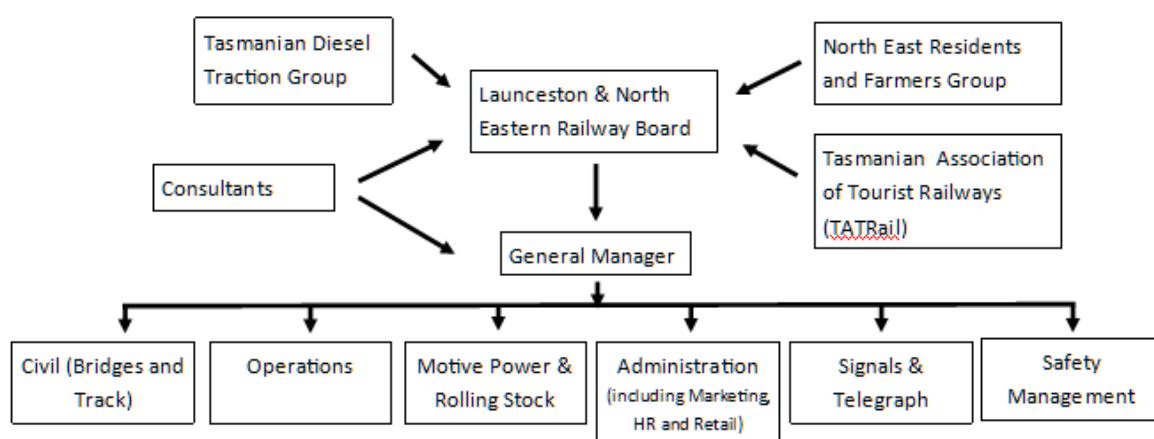 Tasmanian Diesel
Traction Group
North East Residents
and Farmers Group
Launceston & North
Eastern Railway Board
Consultants
Tasmanian Association
of Tourist Railways
(TATRail)
General Manager
Civil (Bridges and
Track)
Operations
Motive Power &
Rolling Stock
Administration
(including Marketing,
HR and Retail)
Signals &
Telegraph
Safety
Management